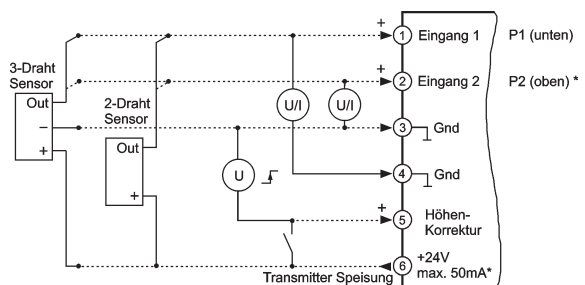 + 1 Eingang 1 P1 (unten)
3-Draht
Sensor
Out
–
+
2-Draht
Sensor
Out
+
+ 2 Eingang 2 P2 (oben) *
U/I U/I
3 Gnd
U
4 Gnd
+ 5 Höhen-
Korrektur
6 +24V
max. 50mA*
Transmitter Speisung